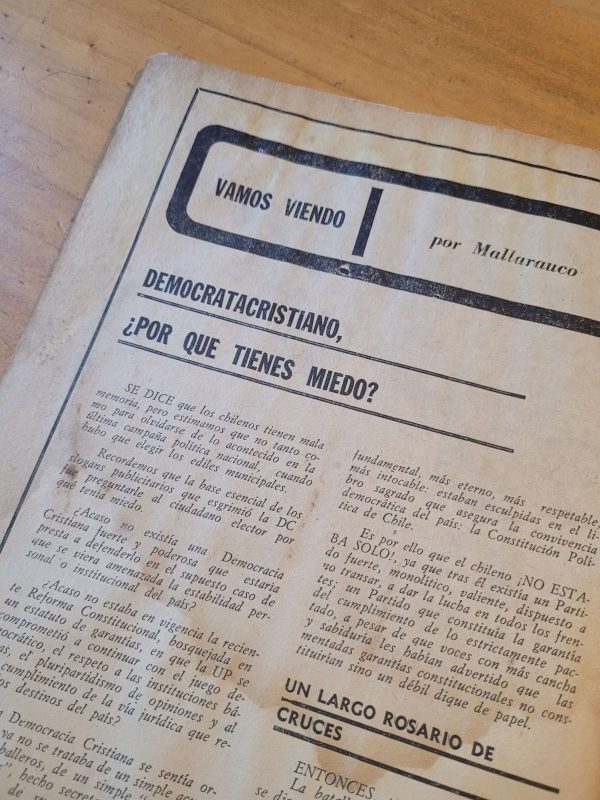 VAMOS VIENDO
por Mallarauco
DEMOCRATACRISTIANO,
¿POR QUE TIENES MIEDO?
SE DICE que los chilenos tienen mala
memoria, pero estimamos que no tanto co-
mo para olvidarse de lo acontecido en la
última campaña política nacional, cuando
hubo que elegir los ediles municipales.
Recordemos que la base esencial de los
slogans publicitarios que esgrimió la DC
fue preguntarle al ciudadano elector por
qué tenía miedo.
¿Acaso no existía una Democracia
Cristiana fuerte y poderosa que estaría
presta a defenderlo en el supuesto caso de
que se viera amenazada la estabilidad per-
sonal o institucional del país?
¿Acaso no estaba en vigencia la recien-
te Reforma Constitucional, bosquejada en
un estatuto de garantías, en que la UP se
comprometió a continuar con el juego de-
mocrático, el respeto a las instituciones bá-
as, el pluripartidismo de opiniones y al
cumplimiento de la vía jurídica que re-
los destinos del país?
a Democracia Cristiana se sentía or-
ya no se trataba de un simple
balleros, de un simple
", hecho
de
fundamental, más eterno, más respetable,
más intocable: estaban esculpidas en el li-
bro sagrado que asegura la convivencia
democrática del país: la Constitución Polí-
tica de Chile.
Es por ello que el chileno ¡NO ESTA-
BA SOLO!, ya que tras él existía un Parti-
do fuerte, monolítico, valiente, dispuesto a
no transar, a dar la lucha en todos los fren-
tes; un Partido que constituía la garantía
del cumplimiento de lo estrictamente pac-
tado, a pesar de que voces con más cancha
y sabiduría les habían advertido que las
mentadas garantías constitucionales no cons-
tituirían sino un débil dique de papel.
UN LARGO ROSARIO DE
CRUCES
ENTONCES
La
se